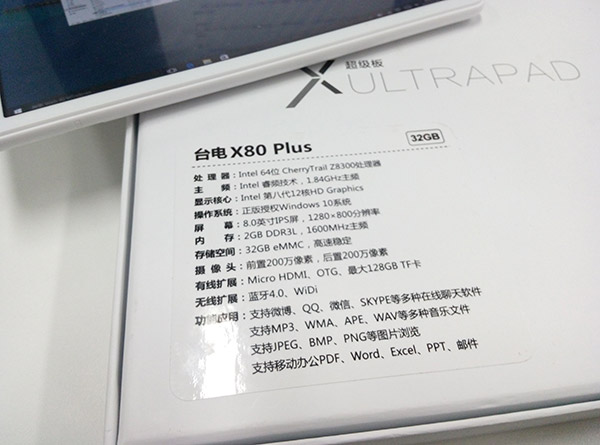 超级板
X ULTRAPAD
台电 X80 Plus
32GB
处 理 器：Intel 64位 CherryTrail Z8300处理器
主    频：Intel 睿频技术，1.84GHz主频
显示核心：Intel 第八代12核HD Graphics
操作系统：正版授权Windows 10系统
屏    幕：8.0英寸IPS屏，1280×800分辨率
内    存：2GB DDR3L，1600MHz主频
存储空间：32GB eMMC，高速稳定
摄 像 头：前置200万像素，后置200万像素
有线扩展：Micro HDMI、OTG、最大128GB TF卡
无线扩展：蓝牙4.0、WiDi
功能应用：支持微博、QQ、微信、SKYPE等多种在线聊天软件
支持MP3、WMA、APE、WAV等多种音乐文件
支持JPEG、BMP、PNG等图片浏览
支持移动办公PDF、Word、Excel、PPT、邮件